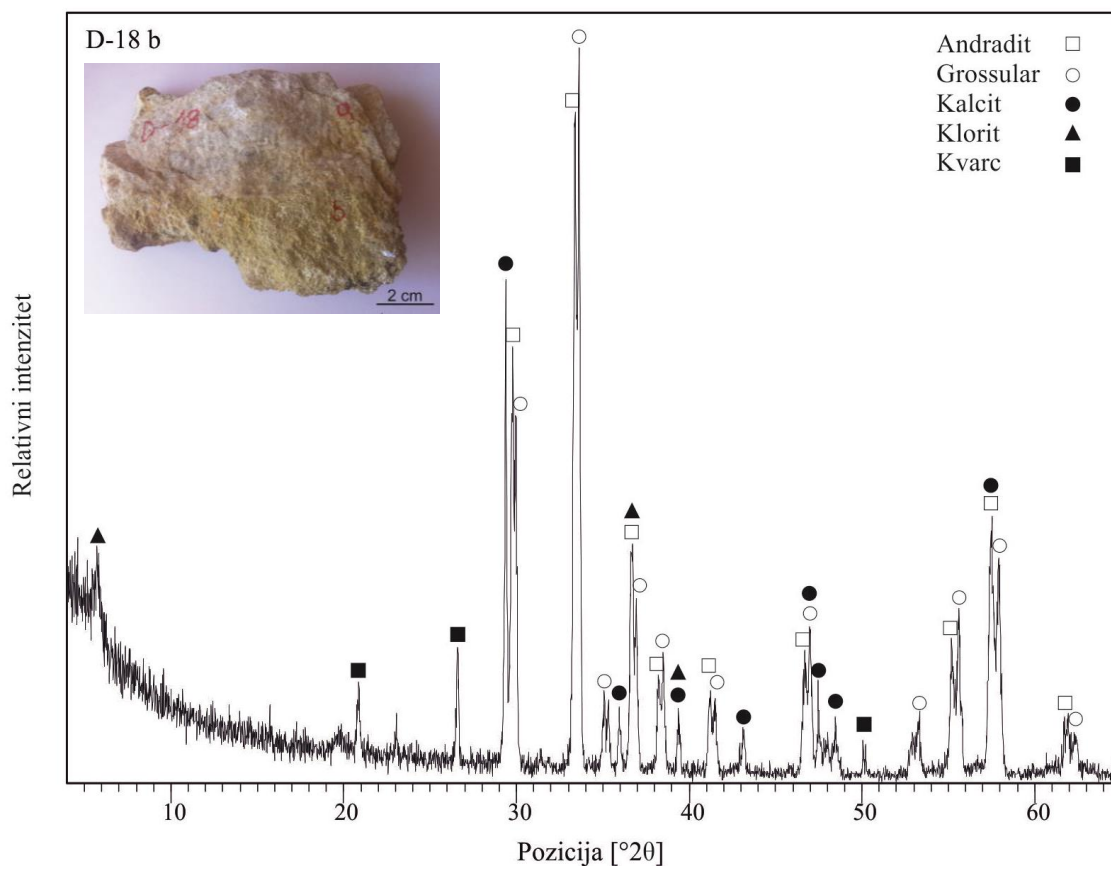 D-18 b
D-18
a
b
2 cm
Andradit
Grossular
Kalcit
Klorit
Kvarc
Relativni intenzitet
10
20
30
40
50
60
Pozicija [°2θ]